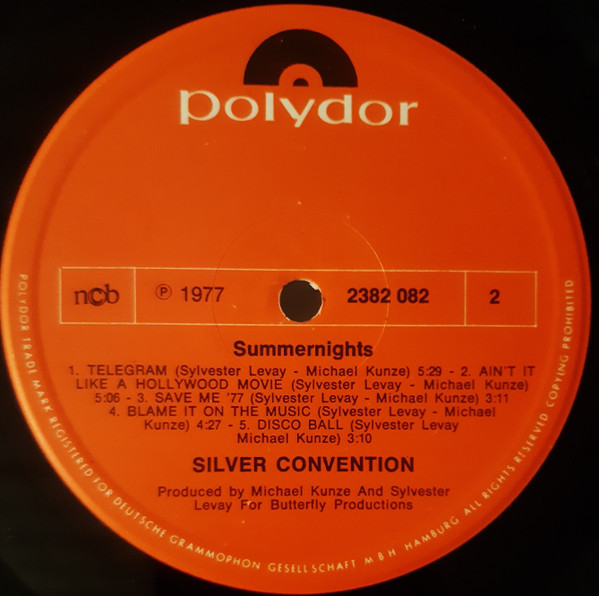 polydor
ncb
℗ 1977
2382 082
2
Summernights
1. TELEGRAM (Sylvester Levay - Michael Kunze) 5:29 - 2. AIN'T IT
LIKE A HOLLYWOOD MOVIE (Sylvester Levay - Michael Kunze)
5:06 - 3. SAVE ME '77 (Sylvester Levay - Michael Kunze) 3:11
4. BLAME IT ON THE MUSIC (Sylvester Levay - Michael
Kunze) 4:27 - 5. DISCO BALL (Sylvester Levay
Michael Kunze) 3:10
SILVER CONVENTION
Produced by Michael Kunze And Sylvester
Levay For Butterfly Productions
POLYDOR TRADE MARK REGISTERED FOR DEUTSCHE GRAMMOPHON GESELLSCHAFT M B H HAMBURG ALL RIGHTS RESERVED COPYING PROHIBITED